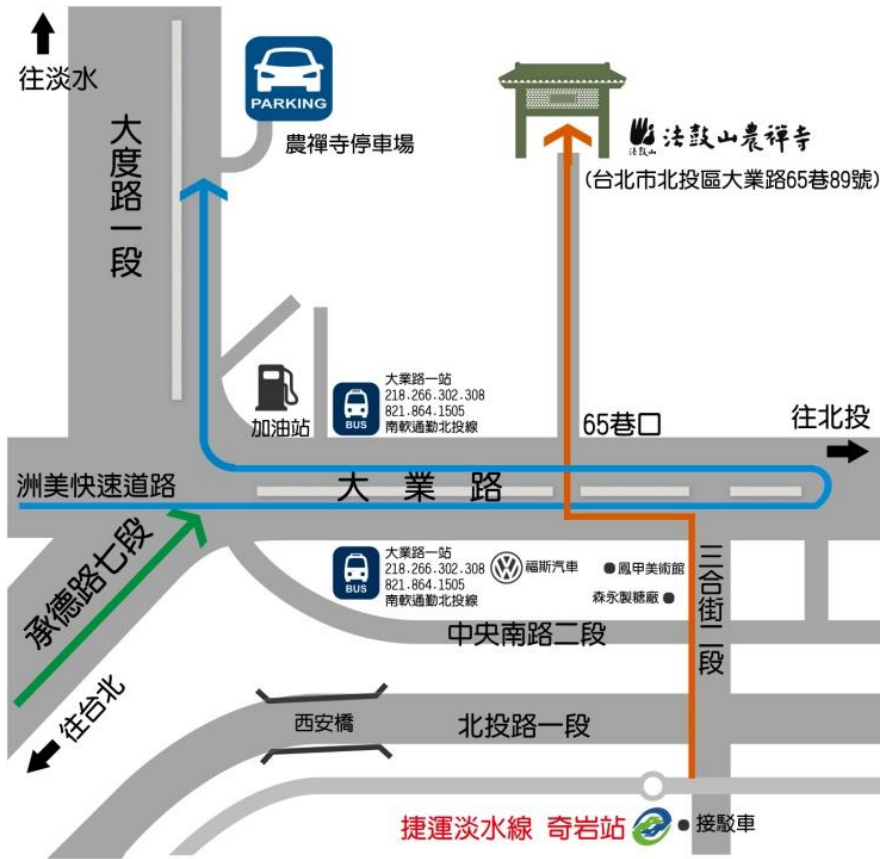 往淡水
大度路一段
PARKING
農禪寺停車場
法鼓山
法鼓山農禪寺
(台北市北投區大業路65巷89號)
加油站
BUS
大業路一站
218.266.302.308
821.864.1505
南軟通勤北投線
65巷口
往北投
洲美快速道路
大業路
承德路七段
往台北
BUS
大業路一站
218.266.302.308
821.864.1505
南軟通勤北投線
福斯汽車
鳳甲美術館
森永製糖廠
三合街二段
中央南路二段
西安橋
北投路一段
捷運淡水線 奇岩站
接駁車